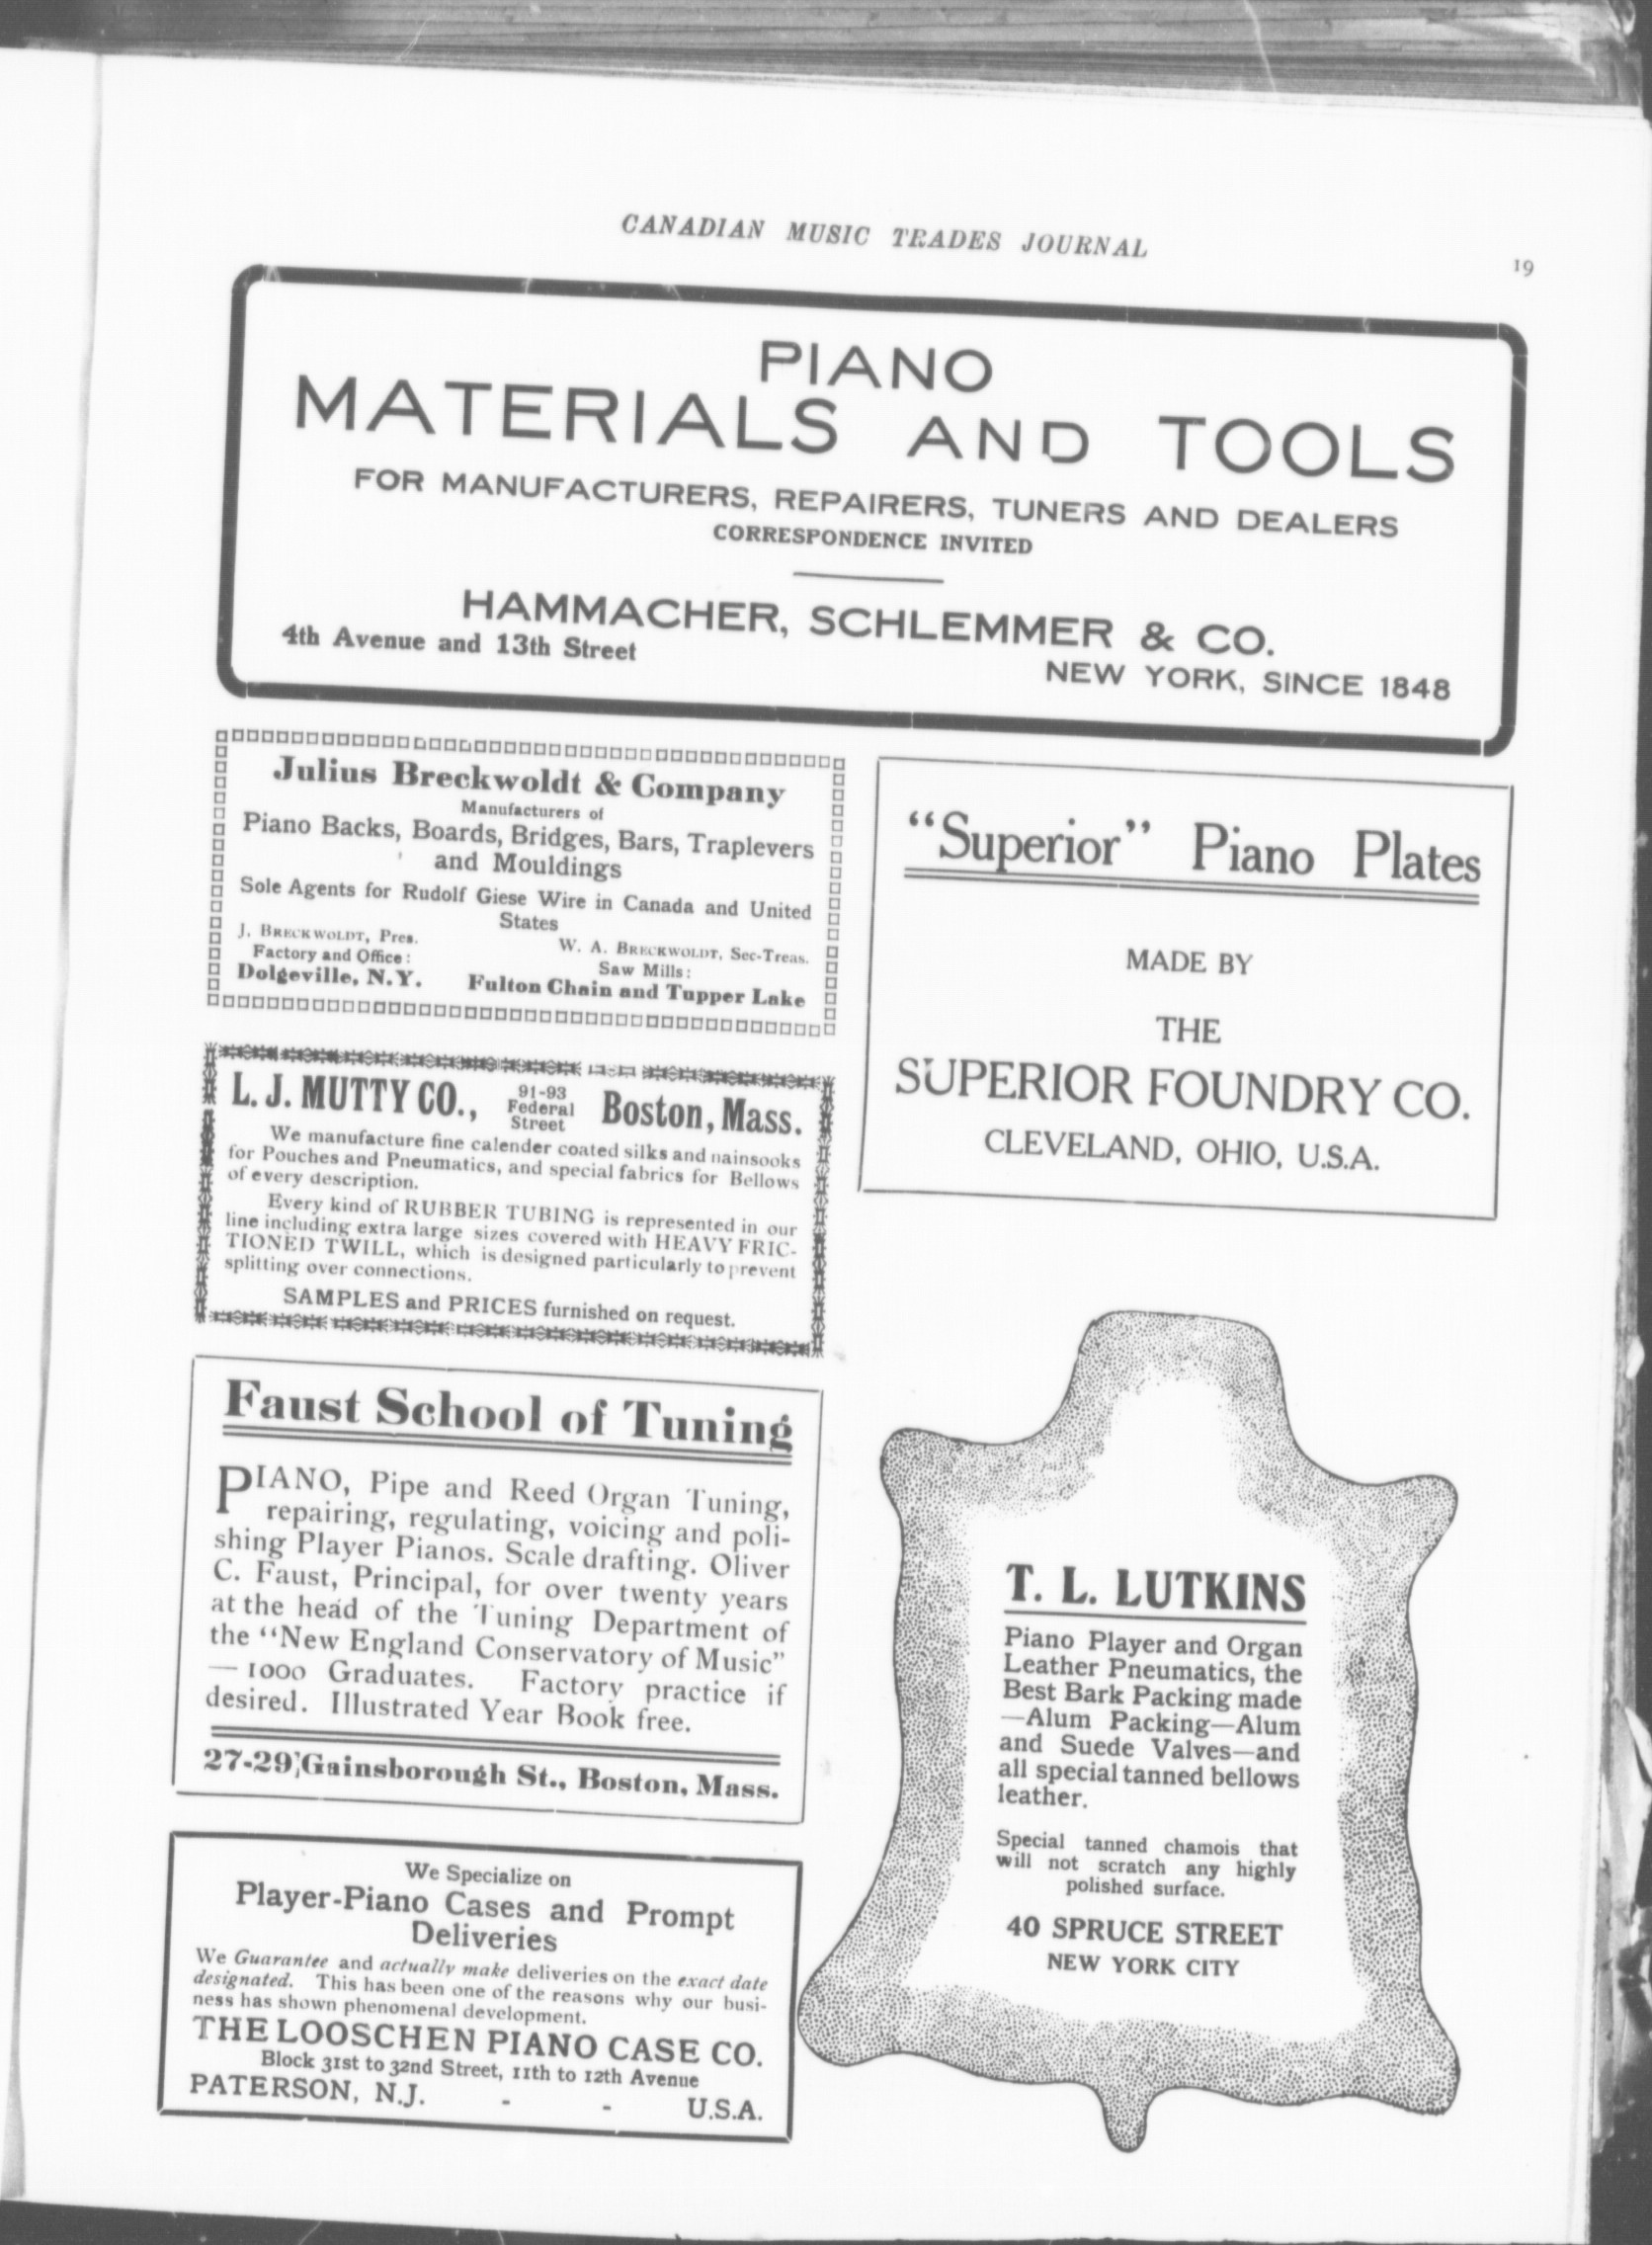 CANADIAN MUSIC TRADES JOURNAL
19
PIANO
MATERIALS AND TOOLS
FOR MANUFACTURERS, REPAIRERS, TUNERS AND DEALERS
CORRESPONDENCE INVITED
HAMMACHER, SCHLEMMER & CO.
4th Avenue and 13th Street
NEW YORK, SINCE 1848
Julius Breckwoldt & Company
Manufacturers of
Piano Backs, Boards, Bridges, Bars, Traplevers
and Mouldings
Sole Agents for Rudolf Giese Wire in Canada and United
States
J. BRECKWOLDT, Pres.
W. A. BRECKWOLDT, Sec-Treas.
Factory and Office:
Saw Mills:
Dolgeville, N.Y.
Fulton Chain and Tupper Lake
L. J. MUTTY CO.,
91-93
Federal
Street
Boston, Mass.
We manufacture fine calender coated silks and nainsooks
for Pouches and Pneumatics, and special fabrics for Bellows
of every description.
Every kind of RUBBER TUBING is represented in our
line including extra large sizes covered with HEAVY FRIC-
TIONED TWILL, which is designed particularly to prevent
splitting over connections.
SAMPLES and PRICES furnished on request.
Faust School of Tuning
PIANO, Pipe and Reed Organ Tuning,
repairing, regulating, voicing and poli-
shing Player Pianos. Scale drafting. Oliver
C. Faust, Principal, for over twenty years
at the head of the Tuning Department of
the "New England Conservatory of Music"
—1000 Graduates. Factory practice if
desired. Illustrated Year Book free.
27-29 Gainsborough St., Boston, Mass.
We Specialize on
Player-Piano Cases and Prompt
Deliveries
We Guarantee and actually make deliveries on the exact date
designated. This has been one of the reasons why our busi-
ness has shown phenomenal development.
THE LOOSCHEN PIANO CASE CO.
Block 31st to 32nd Street, 11th to 12th Avenue
PATERSON, N.J. - - U.S.A.
"Superior" Piano Plates
MADE BY
THE
SUPERIOR FOUNDRY CO.
CLEVELAND, OHIO, U.S.A.
T. L. LUTKINS
Piano Player and Organ
Leather Pneumatics, the
Best Bark Packing made
—Alum Packing—Alum
and Suede Valves—and
all special tanned bellows
leather.
Special tanned chamois that
will not scratch any highly
polished surface.
40 SPRUCE STREET
NEW YORK CITY